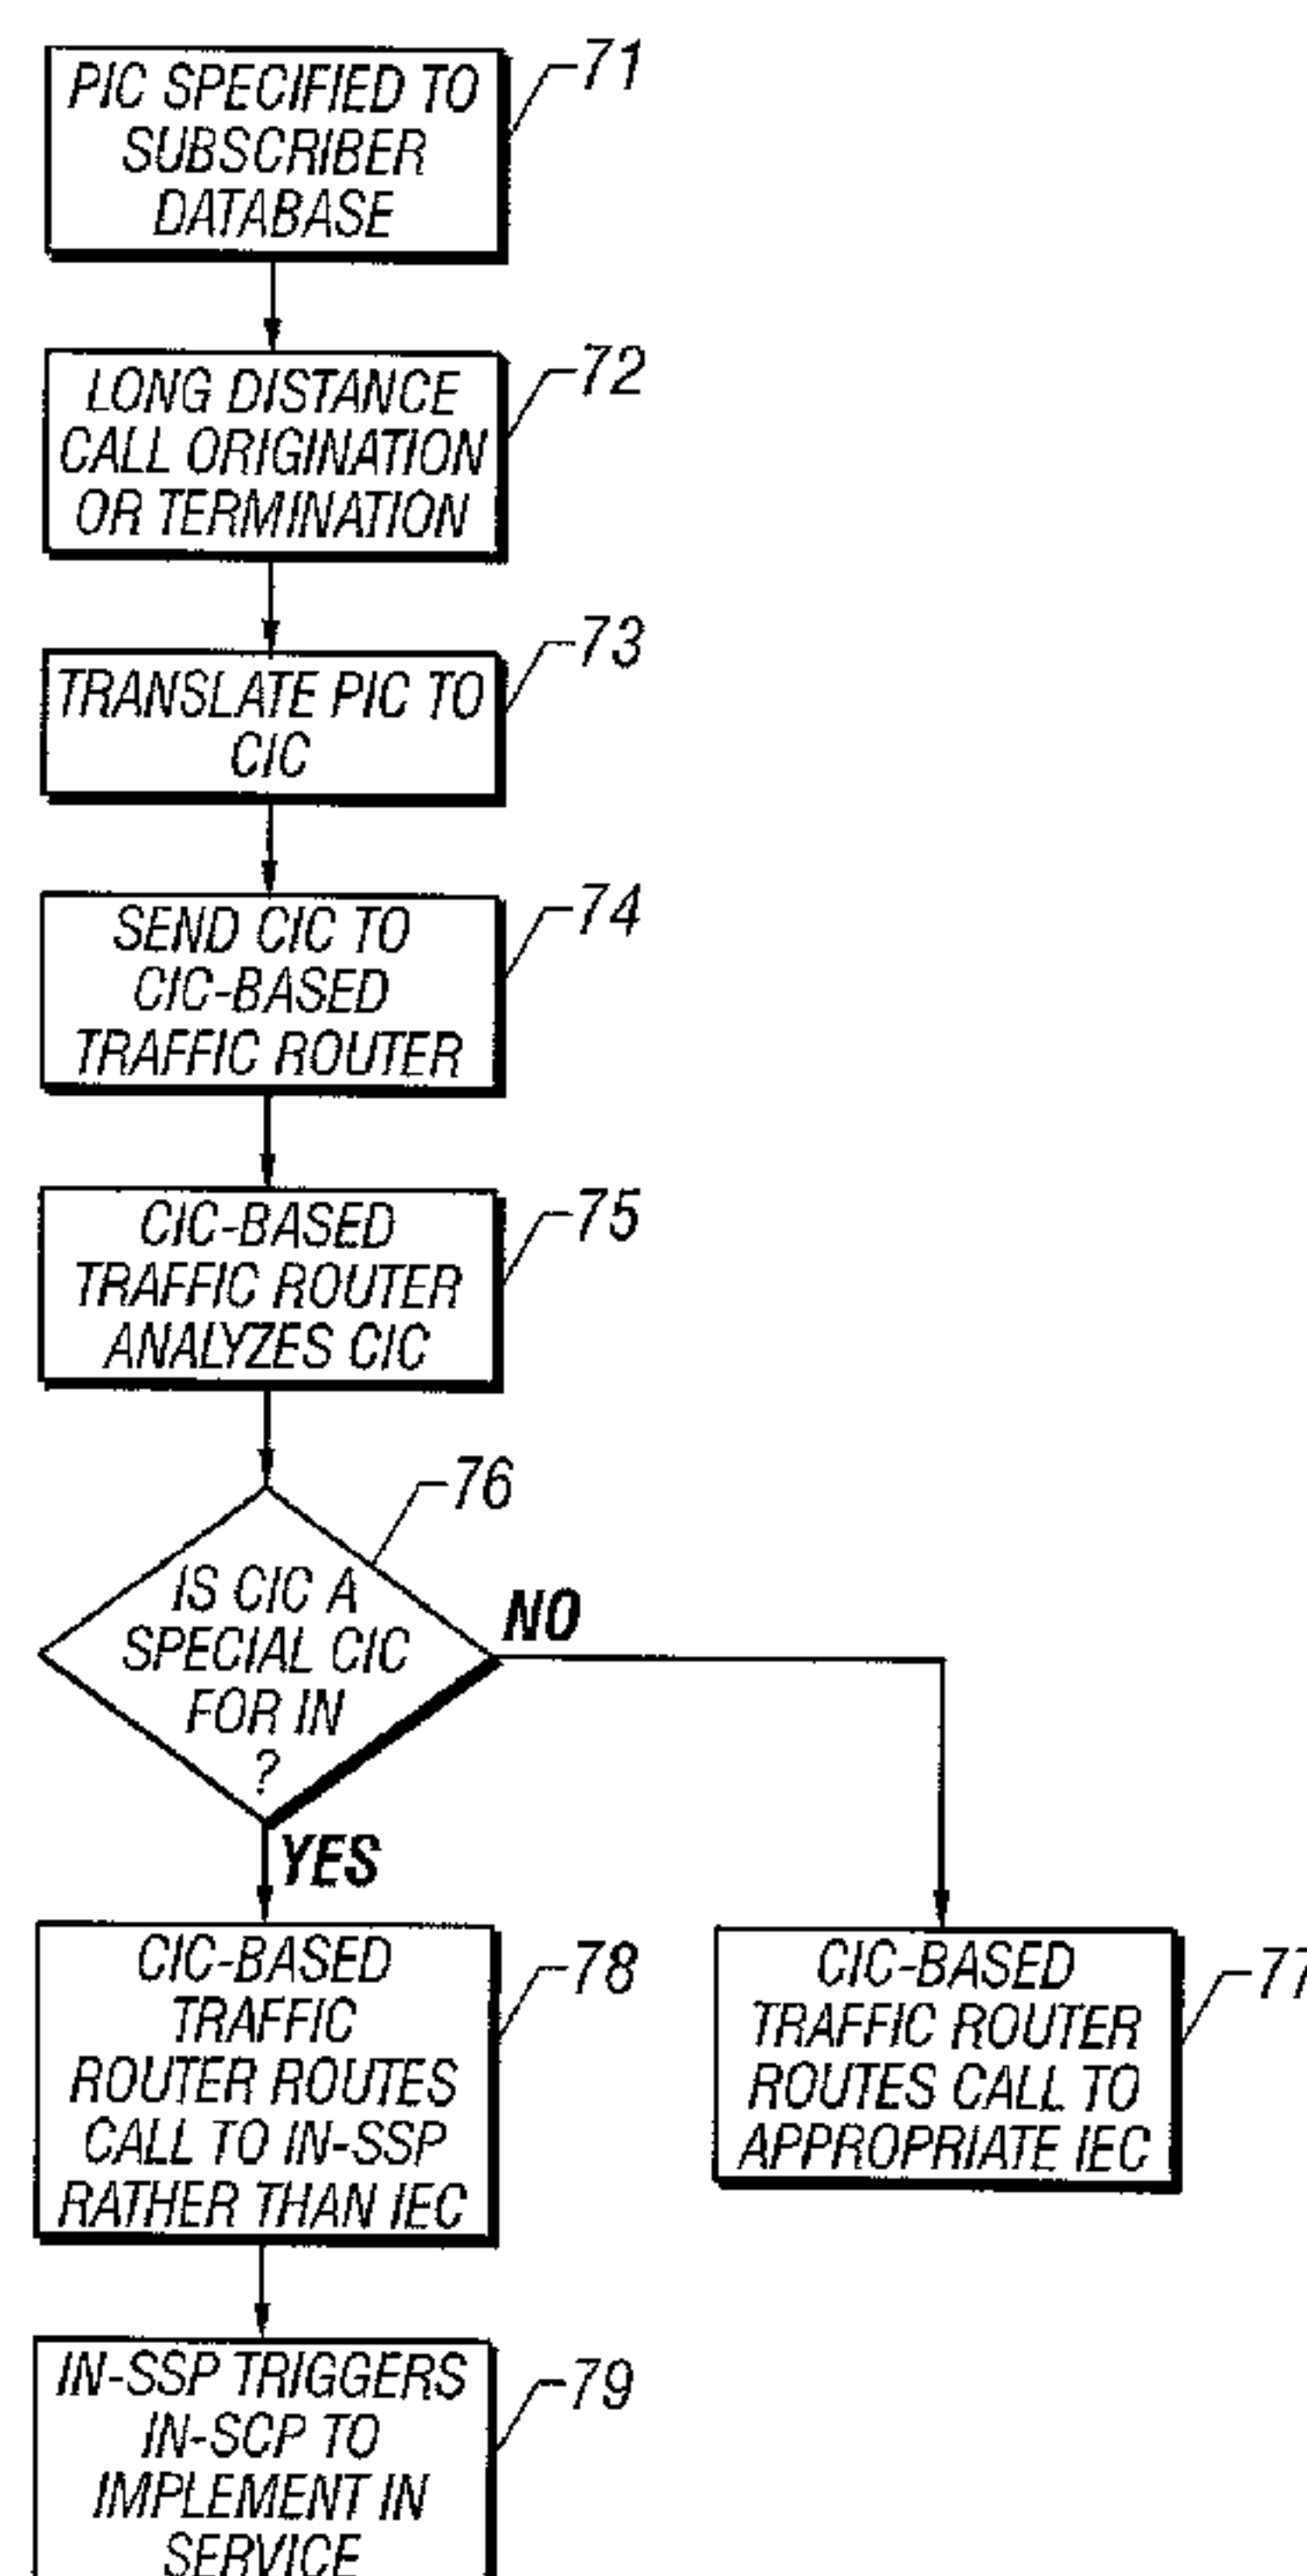 PIC SPECIFIED TO
SUBSCRIBER
DATABASE
71
LONG DISTANCE
CALL ORIGINATION
OR TERMINATION
72
TRANSLATE PIC TO
CIC
73
SEND CIC TO
CIC-BASED
TRAFFIC ROUTER
74
CIC-BASED
TRAFFIC ROUTER
ANALYZES CIC
75
IS CIC A
SPECIAL CIC
FOR IN
?
76
NO
YES
CIC-BASED
TRAFFIC
ROUTER ROUTES
CALL TO IN-SSP
RATHER THAN IEC
78
CIC-BASED
TRAFFIC ROUTER
ROUTES CALL TO
APPROPRIATE IEC
77
IN-SSP TRIGGERS
IN-SCP TO
IMPLEMENT IN
SERVICE
79